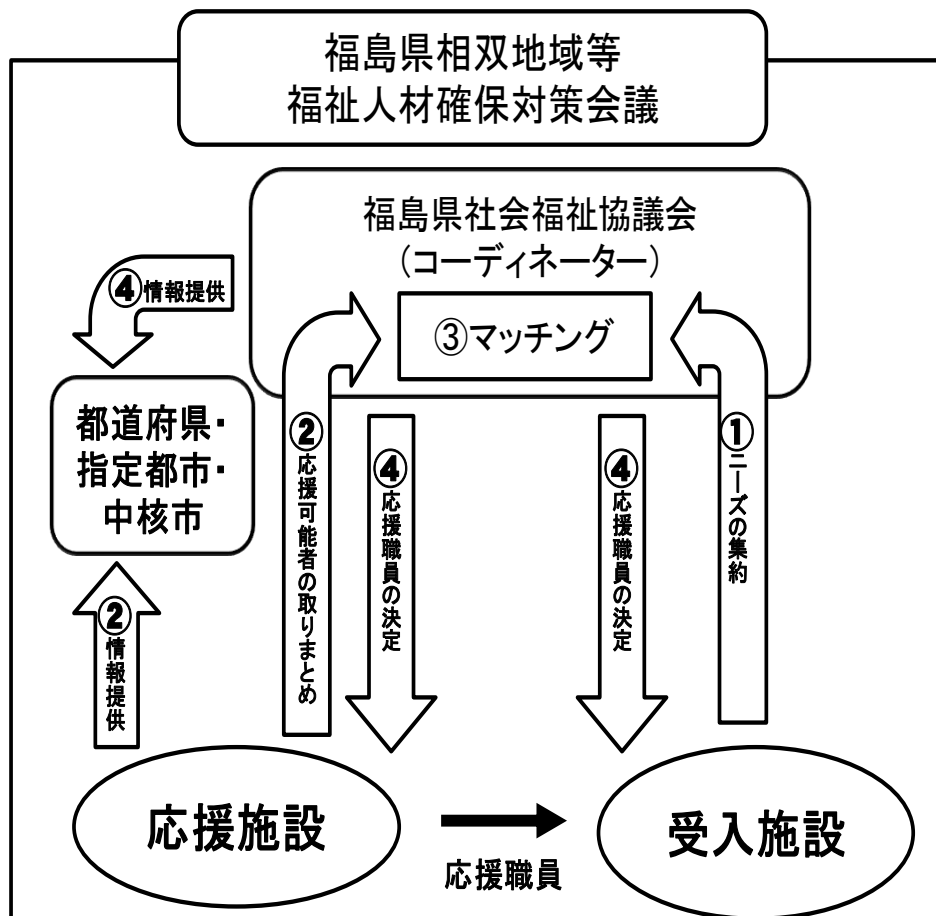 福島県相双地域等
福祉人材確保対策会議
福島県社会福祉協議会
（コーディネーター）
③マッチング
④情報提供
都道府県・
指定都市・
中核市
②情報提供
②応援可能者の取りまとめ
④応援職員の決定
④応援職員の決定
①ニーズの集約
応援施設
応援職員
受入施設